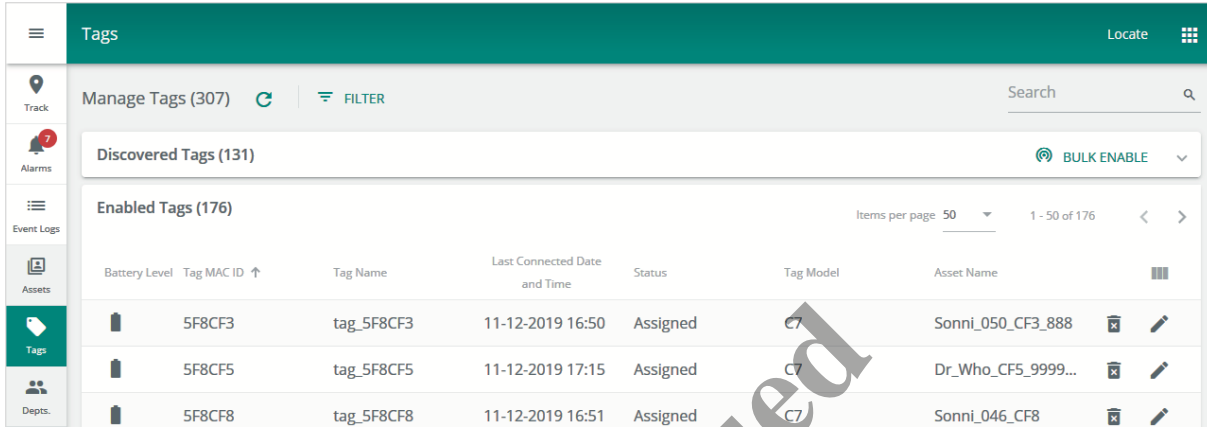 Tags
Locate
Track
Manage Tags (307)
FILTER
Search
7
Alarms
Discovered Tags (131)
BULK ENABLE
Event Logs
Enabled Tags (176)
Items per page 50
1 - 50 of 176
Assets
Battery Level Tag MAC ID Tag Name Last Connected Date and Time Status Tag Model Asset Name
Tags
5F8CF3 tag_5F8CF3 11-12-2019 16:50 Assigned C7 Sonni_050_CF3_888
5F8CF5 tag_5F8CF5 11-12-2019 17:15 Assigned C7 Dr_Who_CF5_9999...
Depts.
5F8CF8 tag_5F8CF8 11-12-2019 16:51 Assigned C7 Sonni_046_CF8